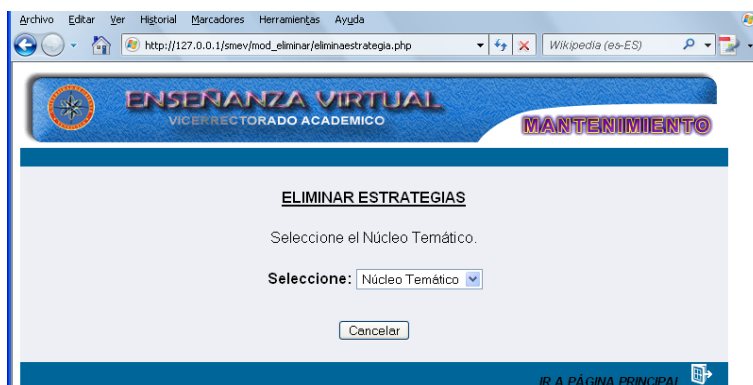 Archivo Editar Ver Historial Marcadores Herramientas Ayuda
http://127.0.0.1/smev/mod_eliminar/eliminaestrategia.php Wikipedia (es-ES)
ENSEÑANZA VIRTUAL
VICERRECTORADO ACADEMICO
MANTENIMIENTO
ELIMINAR ESTRATEGIAS
Seleccione el Núcleo Temático.
Seleccione: Núcleo Temático
Cancelar
IR A PÁGINA PRINCIPAL